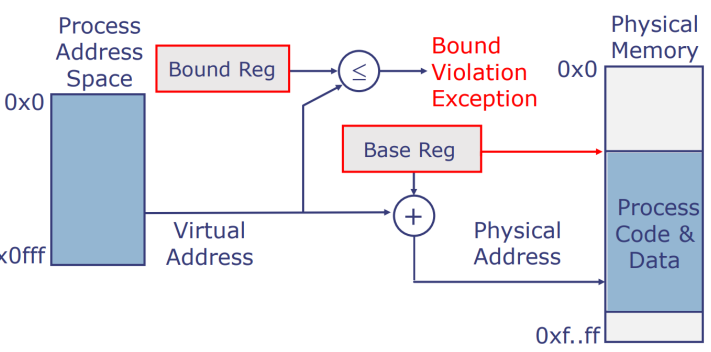 Process
Address
Space
Bound Reg
≤
Bound
Violation
Exception
Physical
Memory
0x0
0x0
Base Reg
+
Virtual
Address
Physical
Address
Process
Code &
Data
x0fff
0xf..ff